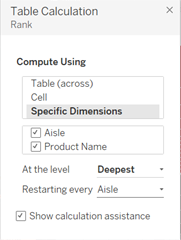 Table Calculation
Rank
Compute Using
Table (across)
Cell
Specific Dimensions
Aisle
Product Name
At the level Deepest
Restarting every Aisle
Show calculation assistance